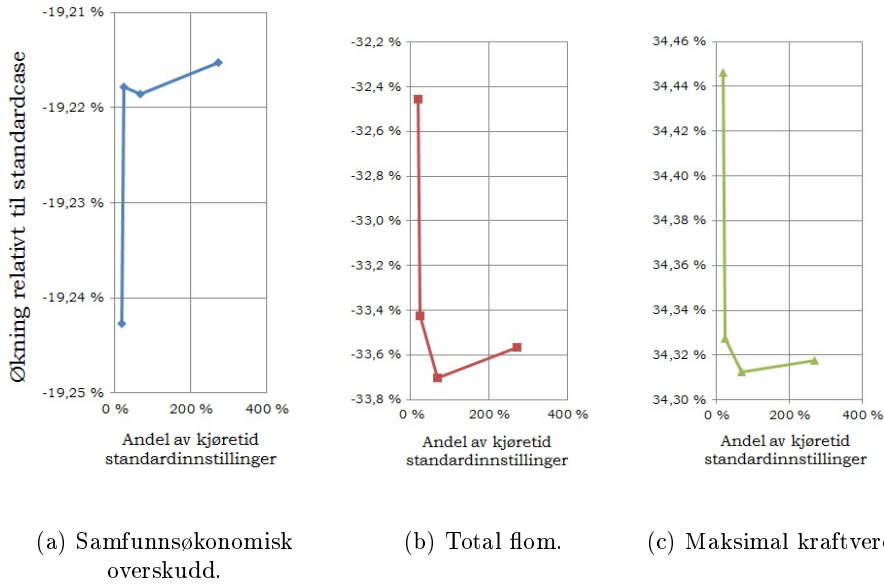 Økning relativt til standardcase
-19,21 %
-19,22 %
-19,23 %
-19,24 %
-19,25 %
0 % 200 % 400 %
Andel av kjøretid
standardinnstillinger
-32,2 %
-32,4 %
-32,6 %
-32,8 %
-33,0 %
-33,2 %
-33,4 %
-33,6 %
-33,8 %
0 % 200 % 400 %
Andel av kjøretid
standardinnstillinger
34,46 %
34,44 %
34,42 %
34,40 %
34,38 %
34,36 %
34,34 %
34,32 %
34,30 %
0 % 200 % 400 %
Andel av kjøretid
standardinnstillinger
(a) Samfunnsøkonomisk
overskudd.
(b) Total flom.
(c) Maksimal kraftver